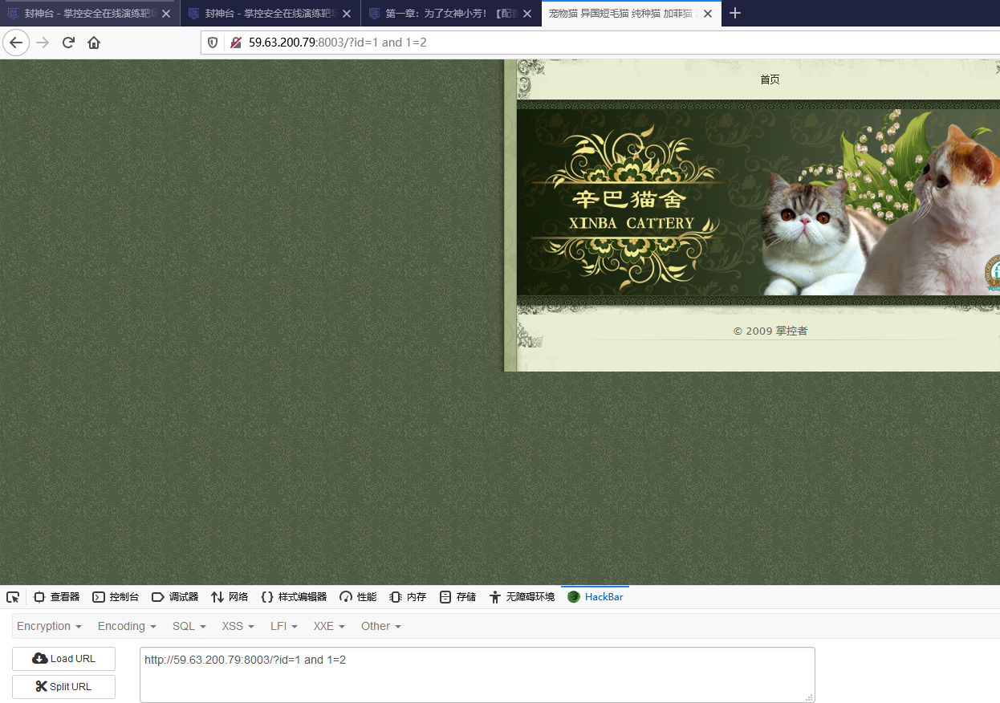 封神台 - 掌控安全在线演练靶场
封神台 - 掌控安全在线演练靶场
第一章：为了女神小芳！【配套
宠物猫 异国短毛猫 纯种猫 加菲猫
59.63.200.79:8003/?id=1 and 1=2
首页
辛巴猫舍
XINBA CATTERY
© 2009 掌控者
查看器 控制台 调试器 网络 样式编辑器 性能 内存 存储 无障碍环境 HackBar
Encryption Encoding SQL XSS LFI XXE Other
Load URL
http://59.63.200.79:8003/?id=1 and 1=2
Split URL